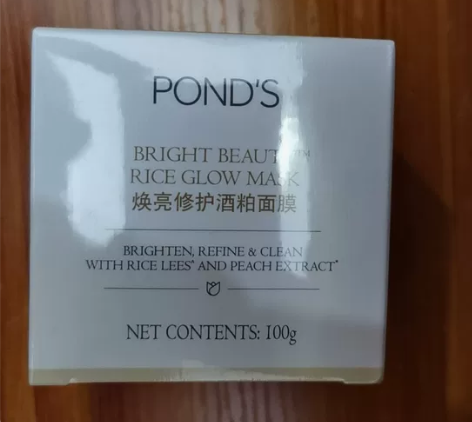 POND'S
BRIGHT BEAUTY
RICE GLOW MASK
焕亮修护酒粕面膜
BRIGHTEN, REFINE & CLEAN
WITH RICE LEES* AND PEACH EXTRACT*
NET CONTENTS: 100g